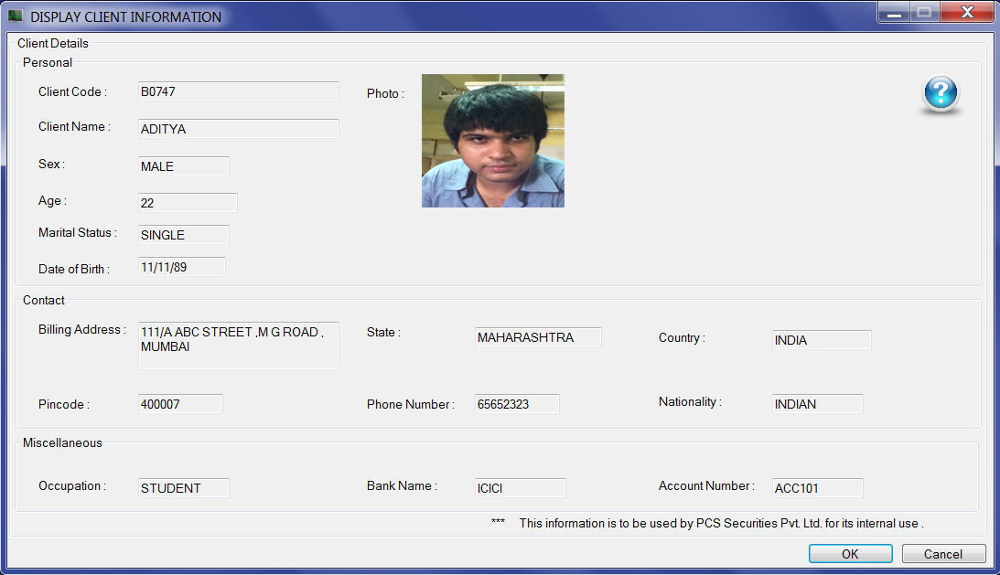 DISPLAY CLIENT INFORMATION
Client Details
Personal
Client Code : B0747
Photo :
Client Name : ADITYA
Sex : MALE
Age : 22
Marital Status : SINGLE
Date of Birth : 11/11/89
Contact
Billing Address : 111/A ABC STREET ,M G ROAD ,
MUMBAI
State : MAHARASHTRA
Country : INDIA
Pincode : 400007
Phone Number : 65652323
Nationality : INDIAN
Miscellaneous
Occupation : STUDENT
Bank Name : ICICI
Account Number : ACC101
*** This information is to be used by PCS Securities Pvt. Ltd. for its internal use .
OK Cancel